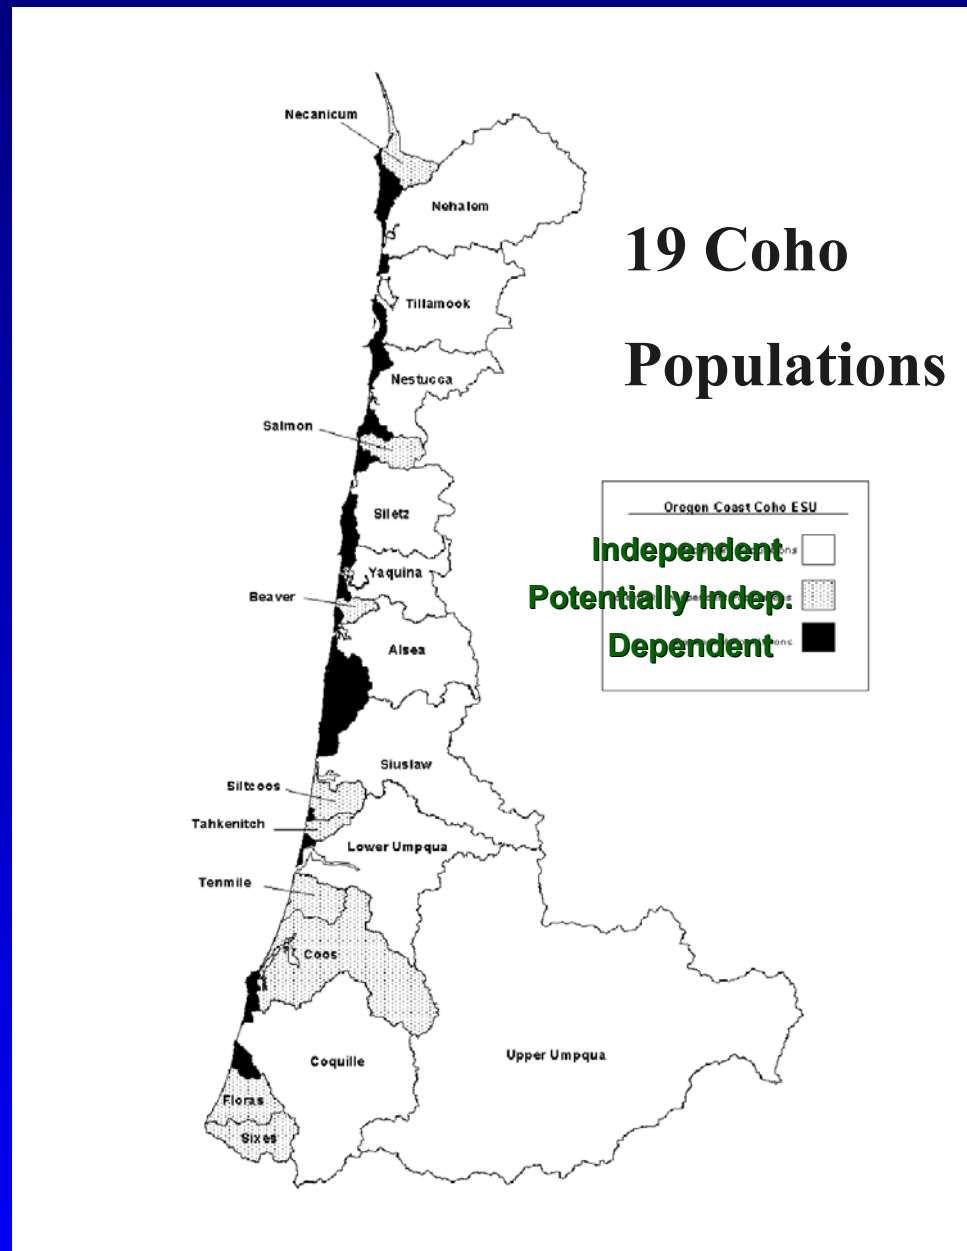 Necanicum
Nehalem
19 Coho
Populations
Tillamook
Nestucca
Salmon
Oregon Coast Coho ESU
Siletz
Independent
Yaquina
Beaver
Potentially Indep.
Alsea
Dependent
Siuslaw
Siltcoos
Tahkenitch
Lower Umpqua
Tenmile
Coos
Coquille
Upper Umpqua
Floras
Sixes